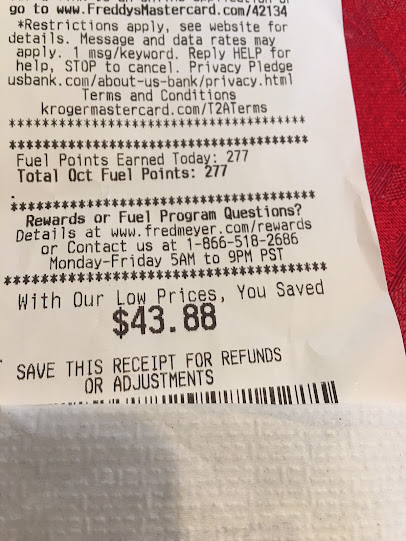 go to www.FreddysMastercard.com/42134
*Restrictions apply, see website for
details. Message and data rates may
apply. 1 msg/keyword. Reply HELP for
help, STOP to cancel. Privacy Pledge
usbank.com/about-us-bank/privacy.html
Terms and Conditions
krogermastercard.com/T2ATerms
****************************************
****************************************
Fuel Points Earned Today: 277
Total Oct Fuel Points: 277
.
****************************************
Rewards or Fuel Program Questions?
Details at www.fredmeyer.com/rewards
or Contact us at 1-866-518-2686
Monday-Friday 5AM to 9PM PST
****************************************
With Our Low Prices, You Saved
$43.88
SAVE THIS RECEIPT FOR REFUNDS
OR ADJUSTMENTS